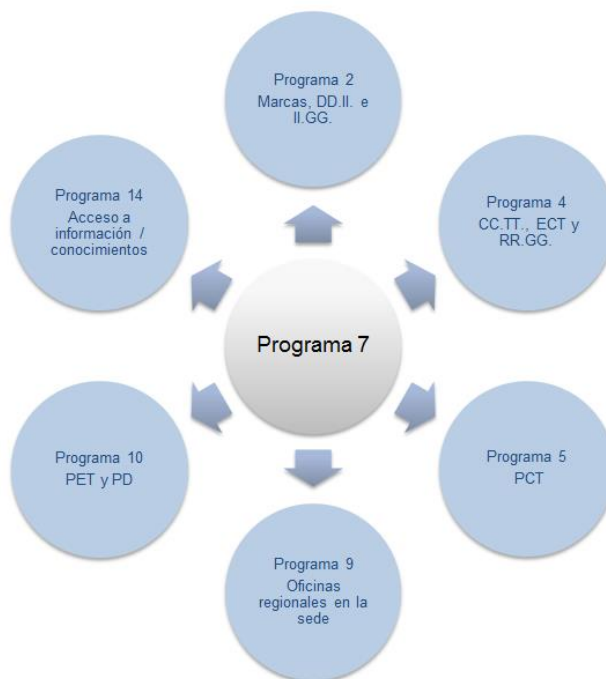 Programa 2
Marcas, DD.II. e
II.GG.
Programa 14
Acceso a
información /
conocimientos
Programa 4
CC.TT., ECT y
RR.GG.
Programa 7
Programa 10
PET y PD
Programa 5
PCT
Programa 9
Oficinas
regionales en la
sede